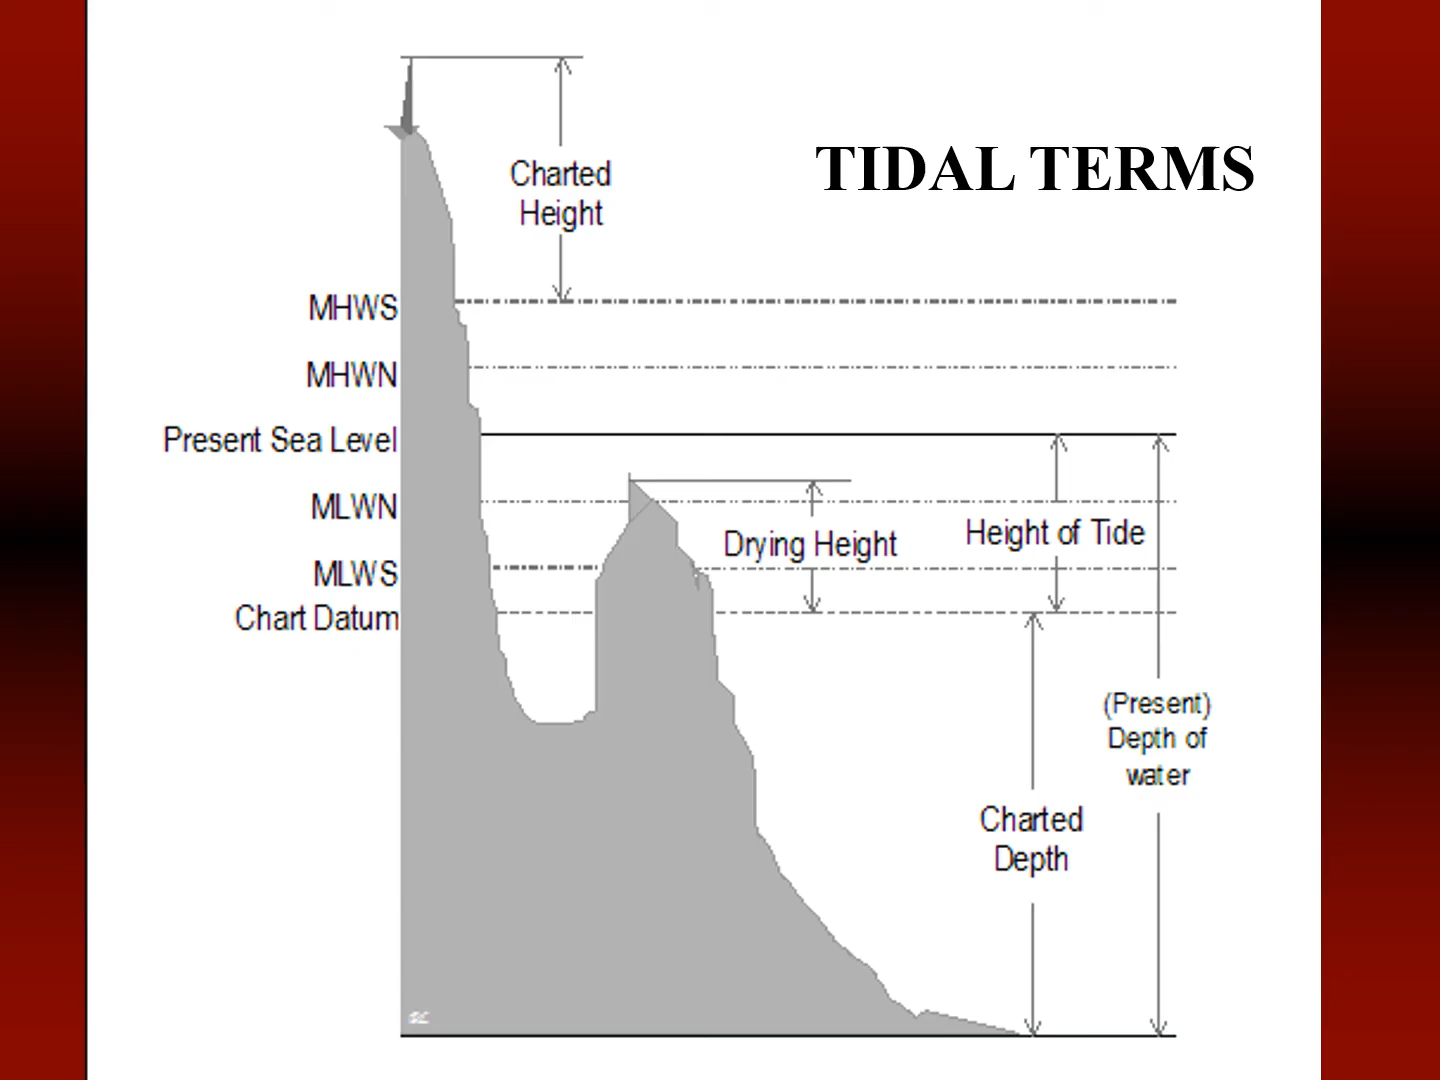 TIDAL TERMS
Charted
Height
MHWS
MHWN
Present Sea Level
MLWN
Drying Height
Height of Tide
MLWS
Chart Datum
(Present)
Depth of
water
Charted
Depth